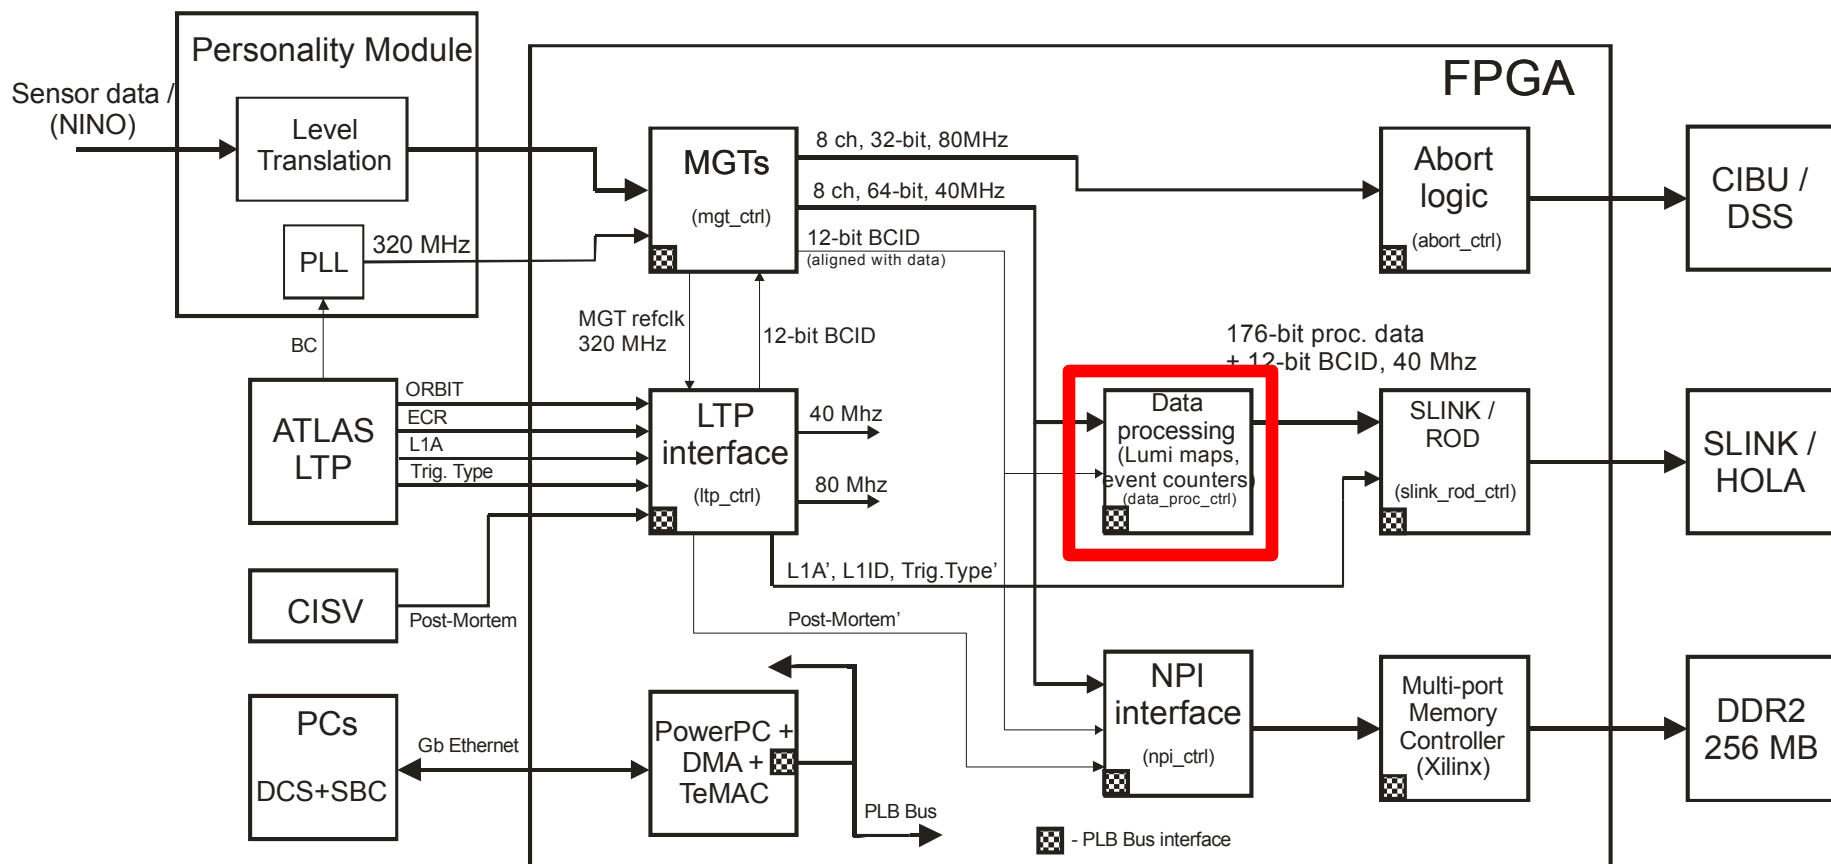 Personality Module
FPGA
Sensor data /
(NINO)
Level
Translation
PLL
320 MHz
BC
MGTs
(mgt_ctrl)
8 ch, 32-bit, 80MHz
8 ch, 64-bit, 40MHz
12-bit BCID
(aligned with data)
Abort
logic
(abort_ctrl)
CIBU /
DSS
MGT refclk
320 MHz
12-bit BCID
176-bit proc. data
+ 12-bit BCID, 40 Mhz
ATLAS
LTP
ORBIT
ECR
L1A
Trig. Type
LTP
interface
(ltp_ctrl)
40 Mhz
80 Mhz
Data
processing
(Lumi maps,
event counters)
(data_proc_ctrl)
SLINK /
ROD
(slink_rod_ctrl)
SLINK /
HOLA
CISV
Post-Mortem
L1A’, L1ID, Trig.Type’
Post-Mortem’
PCs
DCS+SBC
Gb Ethernet
PowerPC +
DMA +
TeMAC
PLB Bus
NPI
interface
(npi_ctrl)
Multi-port
Memory
Controller
(Xilinx)
DDR2
256 MB
- PLB Bus interface